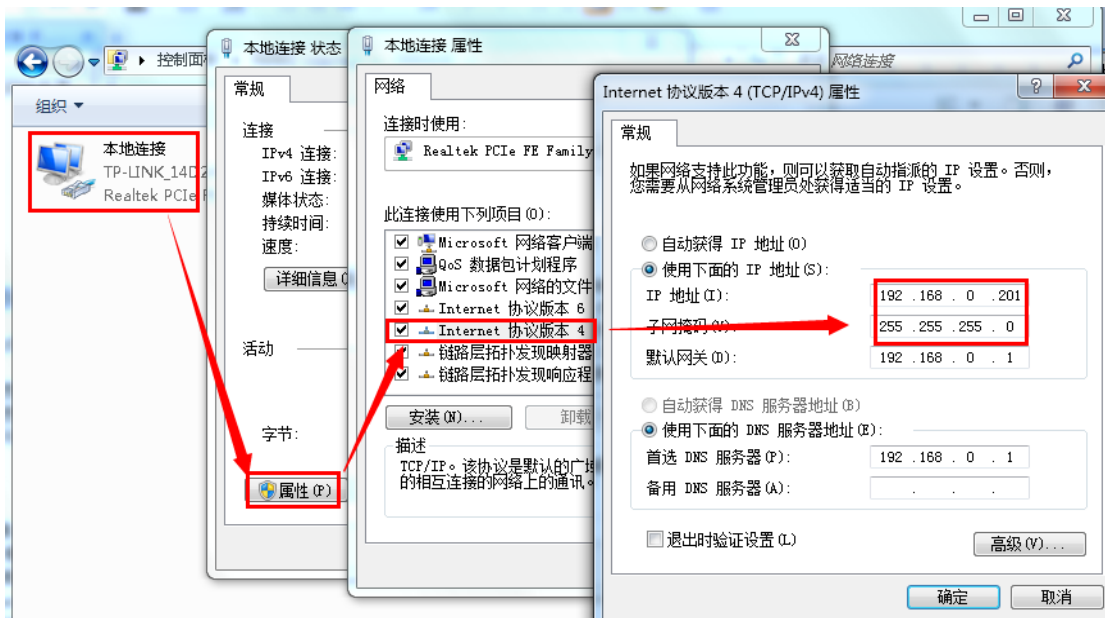 控制面
网络连接
组织
本地连接
TP-LINK_14D2
Realtek PCIe F
本地连接 状态
常规
连接
IPv4 连接:
IPv6 连接:
媒体状态:
持续时间:
速度:
详细信息(
活动
字节:
属性(P)
本地连接 属性
网络
连接时使用:
Realtek PCIe FE Family
此连接使用下列项目(O):
Microsoft 网络客户端
QoS 数据包计划程序
Microsoft 网络的文件
Internet 协议版本 6
Internet 协议版本 4
链路层拓扑发现映射器
链路层拓扑发现响应程
安装(N)...
卸载
描述
TCP/IP。该协议是默认的广域
的相互连接的网络上的通讯。
Internet 协议版本 4 (TCP/IPv4) 属性
常规
如果网络支持此功能，则可以获取自动指派的 IP 设置。否则，
您需要从网络系统管理员处获得适当的 IP 设置。
自动获得 IP 地址(O)
使用下面的 IP 地址(S):
IP 地址(I):
192 .168 . 0 .201
子网掩码(U):
255 .255 .255 . 0
默认网关(D):
192 .168 . 0 . 1
自动获得 DNS 服务器地址(B)
使用下面的 DNS 服务器地址(E):
首选 DNS 服务器(P):
192 .168 . 0 . 1
备用 DNS 服务器(A):
. . .
退出时验证设置(L)
高级(V)...
确定
取消